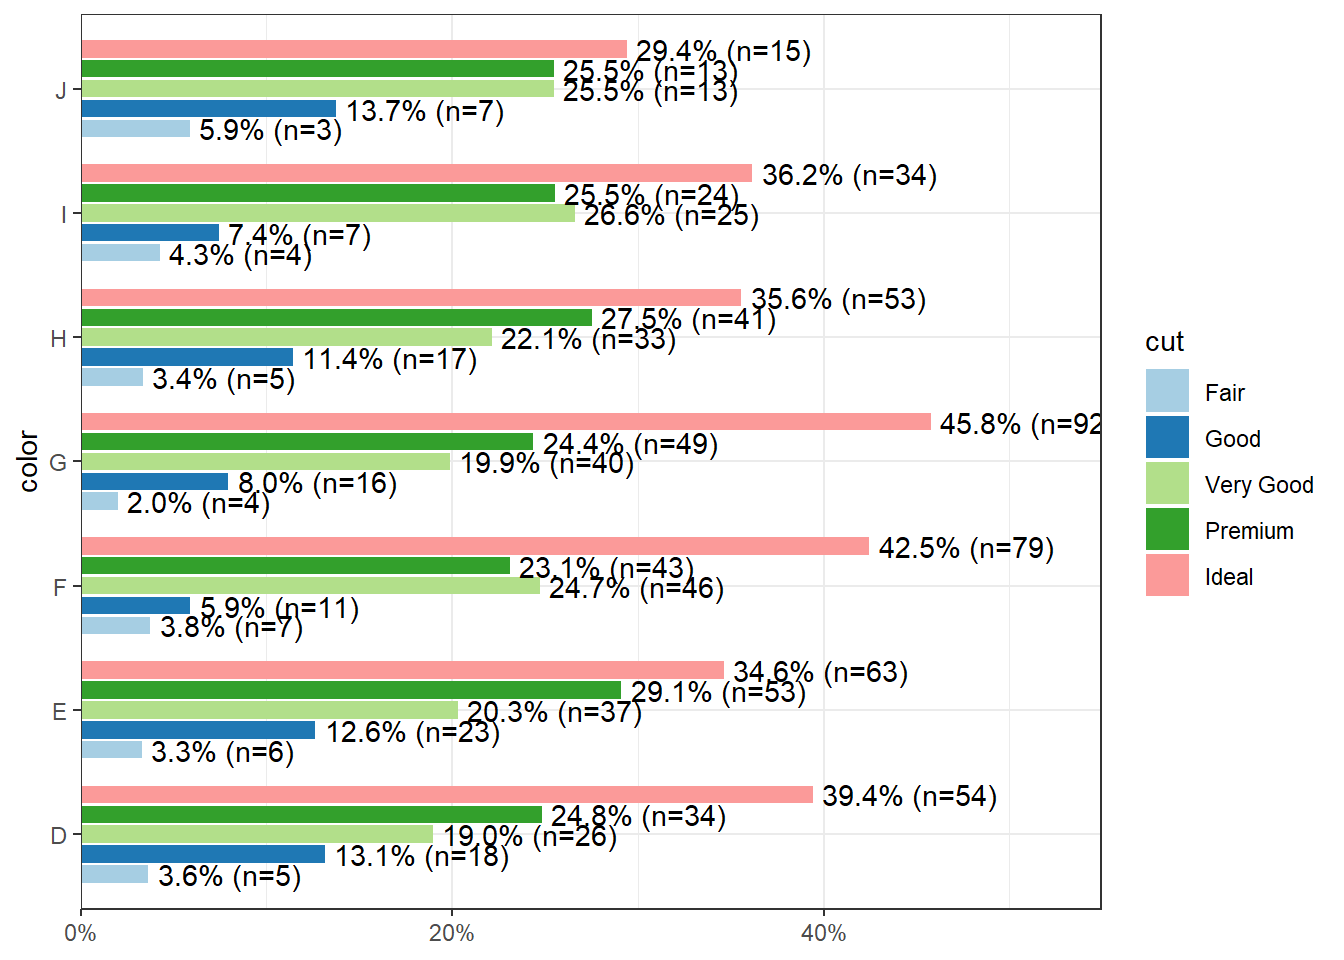 J
29.4% (n=15)
25.5% (n=13)
25.5% (n=13)
13.7% (n=7)
5.9% (n=3)
I
36.2% (n=34)
25.5% (n=24)
26.6% (n=25)
7.4% (n=7)
4.3% (n=4)
H
35.6% (n=53)
27.5% (n=41)
22.1% (n=33)
11.4% (n=17)
3.4% (n=5)
color
G
45.8% (n=92
24.4% (n=49)
19.9% (n=40)
8.0% (n=16)
2.0% (n=4)
F
42.5% (n=79)
23.1% (n=43)
24.7% (n=46)
5.9% (n=11)
3.8% (n=7)
E
34.6% (n=63)
29.1% (n=53)
20.3% (n=37)
12.6% (n=23)
3.3% (n=6)
D
39.4% (n=54)
24.8% (n=34)
19.0% (n=26)
13.1% (n=18)
3.6% (n=5)
0% 20% 40%
cut
Fair
Good
Very Good
Premium
Ideal